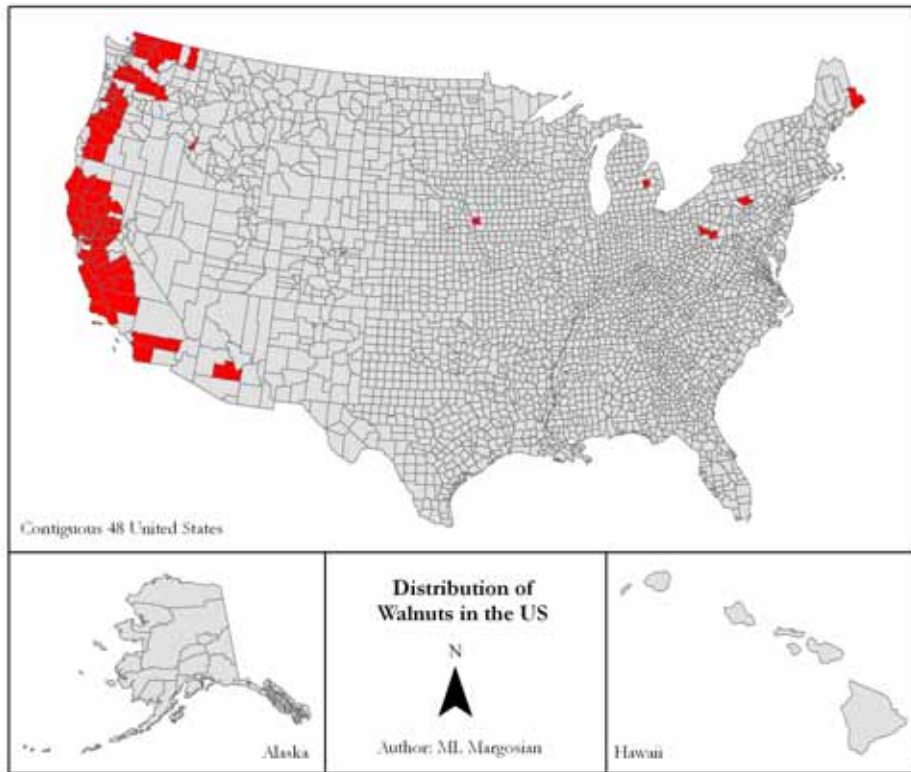 Contiguous 48 United States
Distribution of
Walnuts in the US
N
Author: ML Margosian
Alaska
Hawaii